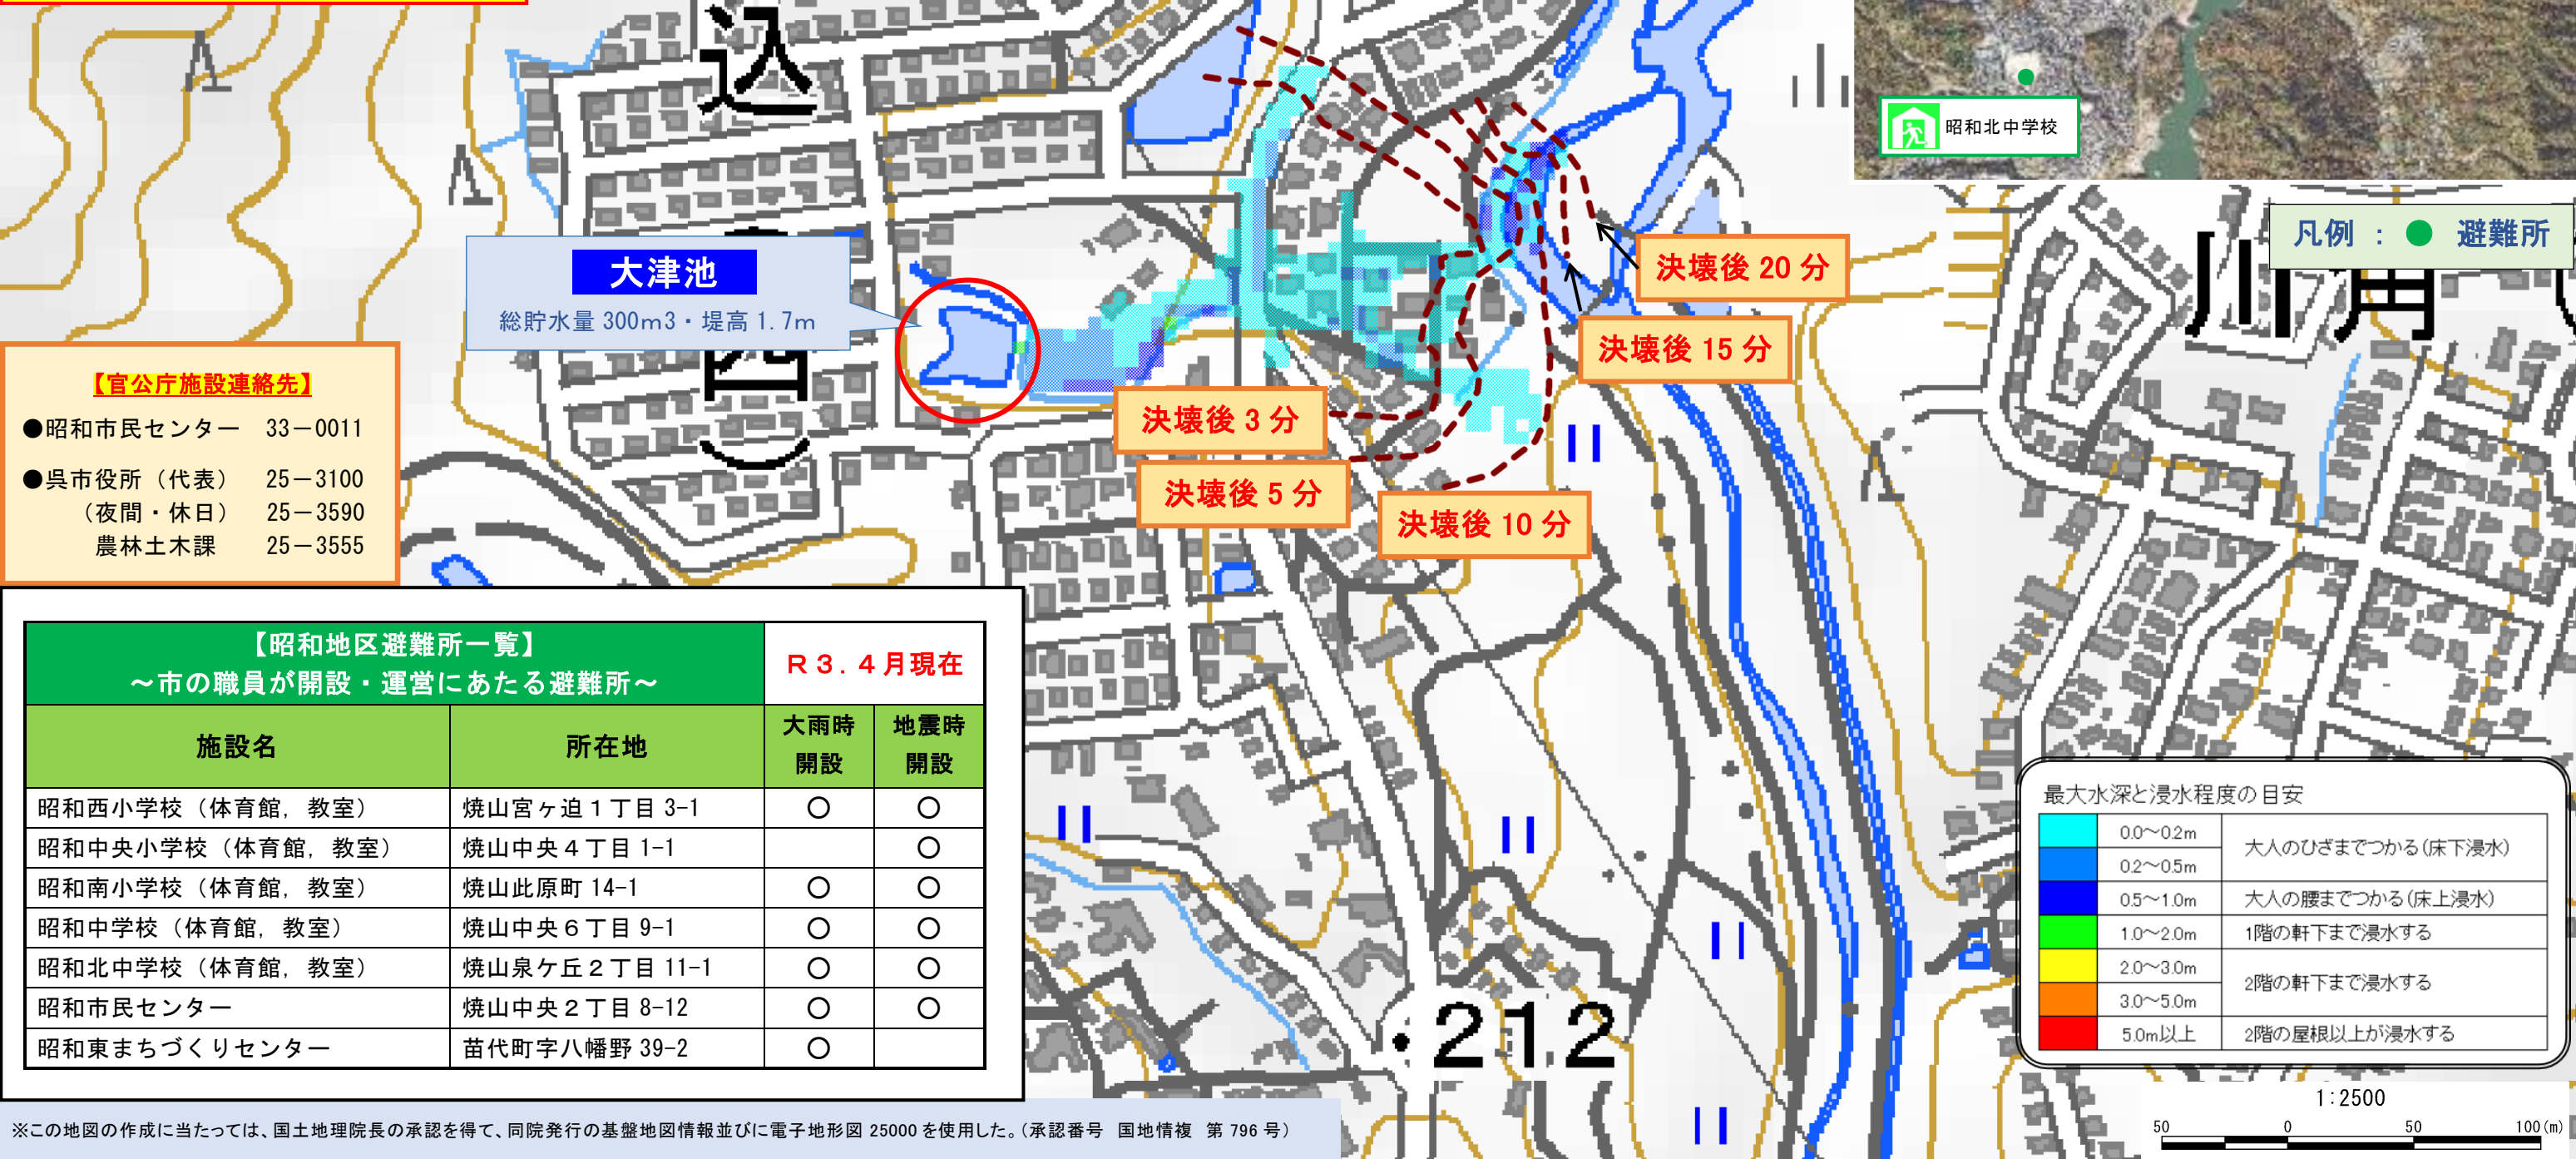 込
昭和北中学校
凡例 : ● 避難所
川角
大津池
総貯水量 300m3・堤高 1.7m
決壊後 20 分
決壊後 15 分
決壊後 3 分
決壊後 5 分
決壊後 10 分
【官公庁施設連絡先】
●昭和市民センター 33-0011
●呉市役所（代表） 25-3100
（夜間・休日） 25-3590
農林土木課 25-3555
【昭和地区避難所一覧】
～市の職員が開設・運営にあたる避難所～
Ｒ３.４月現在
施設名 所在地 大雨時開設 地震時開設
昭和西小学校（体育館，教室） 焼山宮ヶ迫１丁目 3-1 ○ ○
昭和中央小学校（体育館，教室） 焼山中央４丁目 1-1 ○
昭和南小学校（体育館，教室） 焼山此原町 14-1 ○ ○
昭和中学校（体育館，教室） 焼山中央６丁目 9-1 ○ ○
昭和北中学校（体育館，教室） 焼山泉ケ丘２丁目 11-1 ○ ○
昭和市民センター 焼山中央２丁目 8-12 ○ ○
昭和東まちづくりセンター 苗代町字八幡野 39-2 ○
212
最大水深と浸水程度の目安
0.0～0.2m 大人のひざまでつかる(床下浸水)
0.2～0.5m
0.5～1.0m 大人の腰までつかる(床上浸水)
1.0～2.0m 1階の軒下まで浸水する
2.0～3.0m 2階の軒下まで浸水する
3.0～5.0m
5.0m以上 2階の屋根以上が浸水する
1:2500
50 0 50 100(m)
※この地図の作成に当たっては、国土地理院長の承認を得て、同院発行の基盤地図情報並びに電子地形図 25000 を使用した。（承認番号 国地情複 第 796 号）